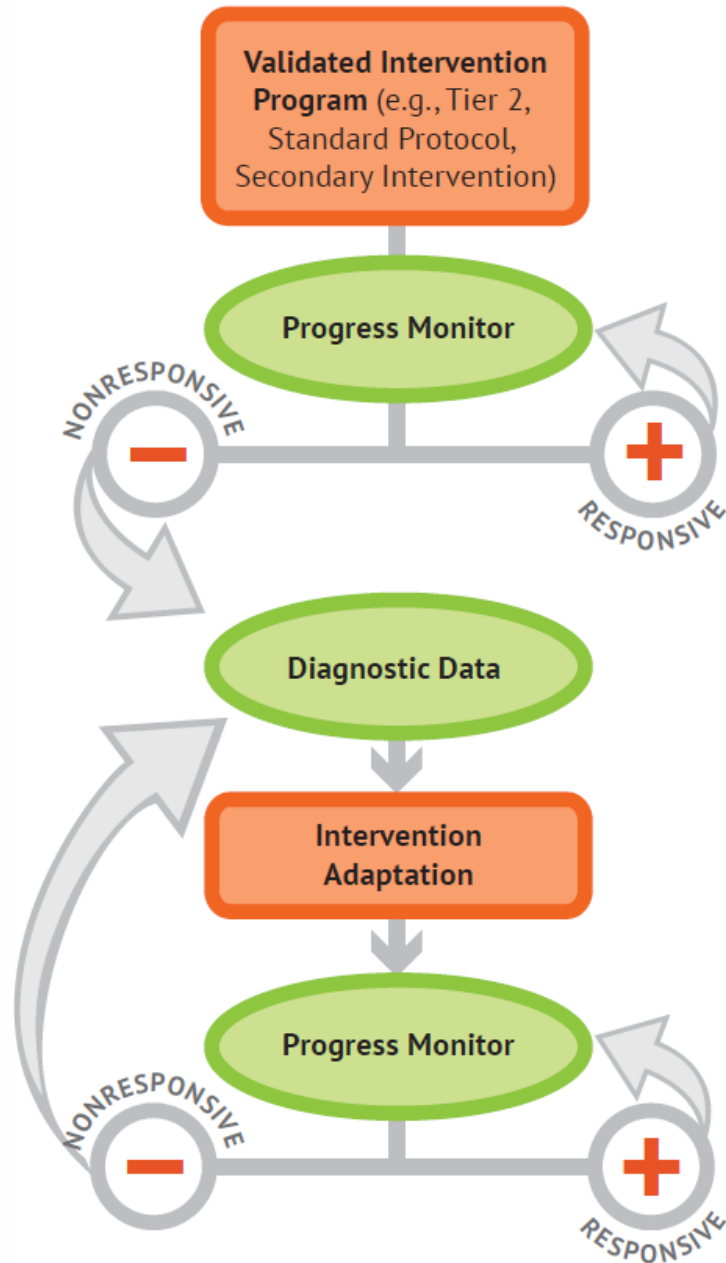 Validated Intervention
Program (e.g., Tier 2,
Standard Protocol,
Secondary Intervention)
Progress Monitor
NONRESPONSIVE
RESPONSIVE
Diagnostic Data
Intervention
Adaptation
Progress Monitor
NONRESPONSIVE
RESPONSIVE